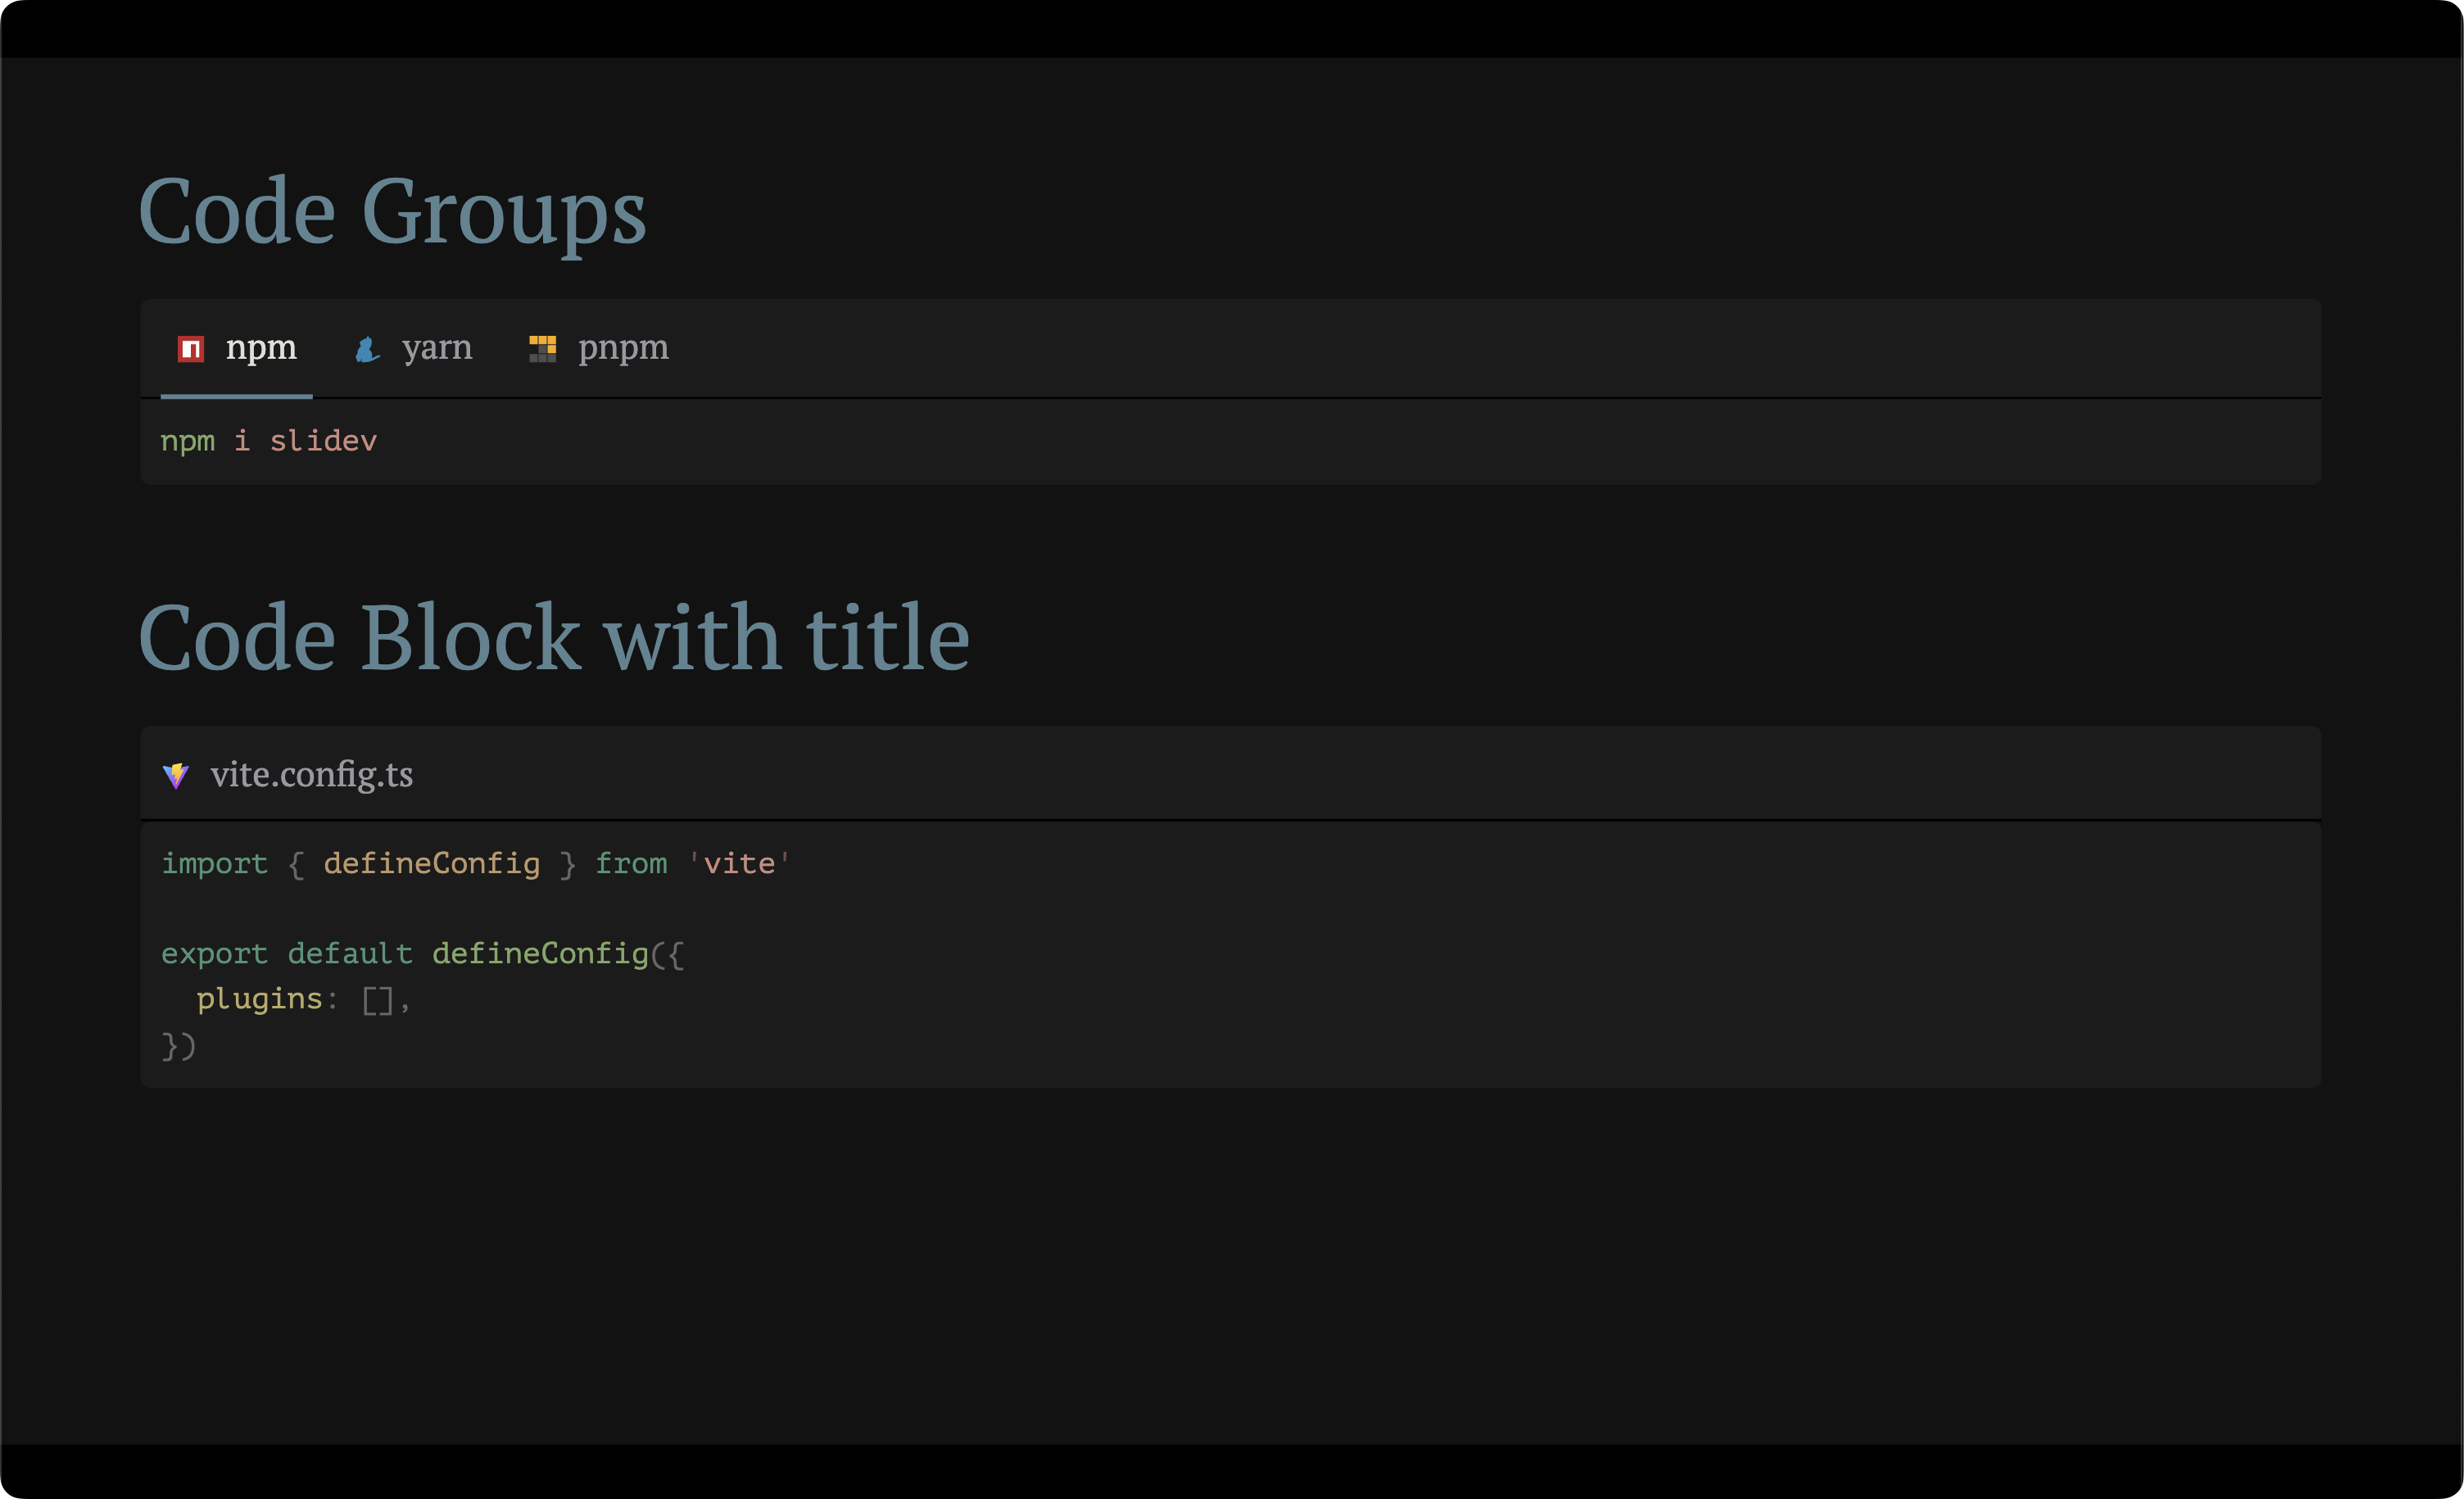 Code Groups
npm yarn pnpm
npm i slidev
Code Block with title
vite.config.ts
import { defineConfig } from 'vite'
export default defineConfig({
  plugins: [],
})